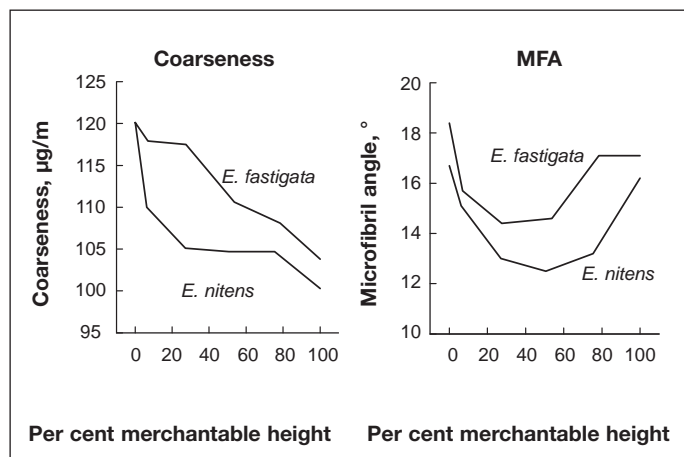 Coarseness
Coarseness, µg/m
125
120
115
110
105
100
95
E. fastigata
E. nitens
0 20 40 60 80 100
Per cent merchantable height
MFA
Microfibril angle, °
20
18
16
14
12
10
E. fastigata
E. nitens
0 20 40 60 80 100
Per cent merchantable height